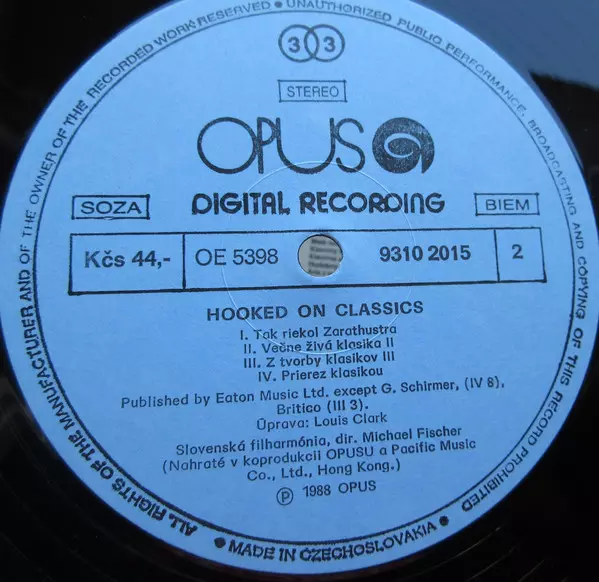 ALL RIGHTS OF THE MANUFACTURER AND OF THE OWNER OF THE RECORDED WORK RESERVED • UNAUTHORIZED PUBLIC PERFORMANCE, BROADCASTING AND COPYING OF THIS RECORD PROHIBITED
33
STEREO
OPUS
DIGITAL RECORDING
SOZA
BIEM
Kčs 44,-
OE 5398
9310 2015
2
HOOKED ON CLASSICS
I. Tak riekol Zarathustra
II. Večne živá klasika II
III. Z tvorby klasikov III
IV. Prierez klasikou
Published by Eaton Music Ltd. except G. Schirmer, (IV 8),
Britico (III 3).
Úprava: Louis Clark
Slovenská filharmónia, dir. Michael Fischer
(Nahraté v koprodukcii OPUSU a Pacific Music
Co., Ltd., Hong Kong.)
Ⓟ 1988 OPUS
• MADE IN CZECHOSLOVAKIA •